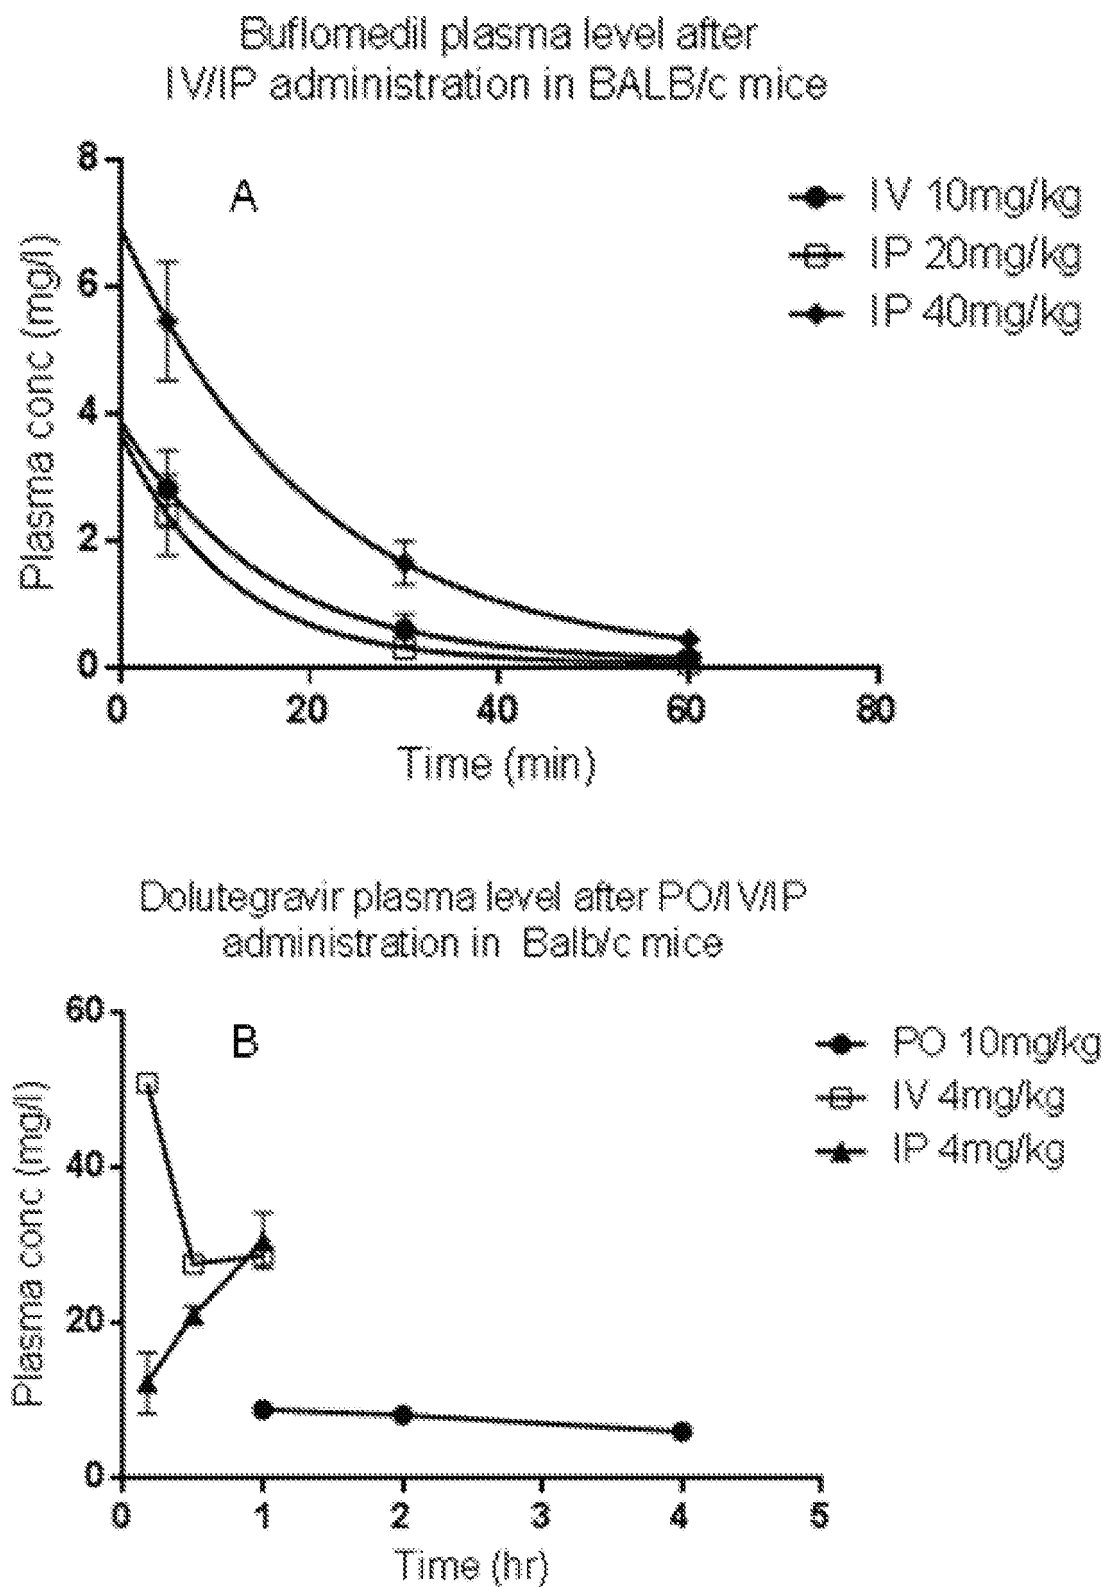 Buflomedil plasma level after
IV/IP administration in BALB/c mice
A
8
6
4
2
0
Plasma conc (mg/l)
0 20 40 60 80
Time (min)
IV 10mg/kg
IP 20mg/kg
IP 40mg/kg
Dolutegravir plasma level after PO/IV/IP
administration in Balb/c mice
B
60
40
20
0
Plasma conc (mg/l)
0 1 2 3 4 5
Time (hr)
PO 10mg/kg
IV 4mg/kg
IP 4mg/kg